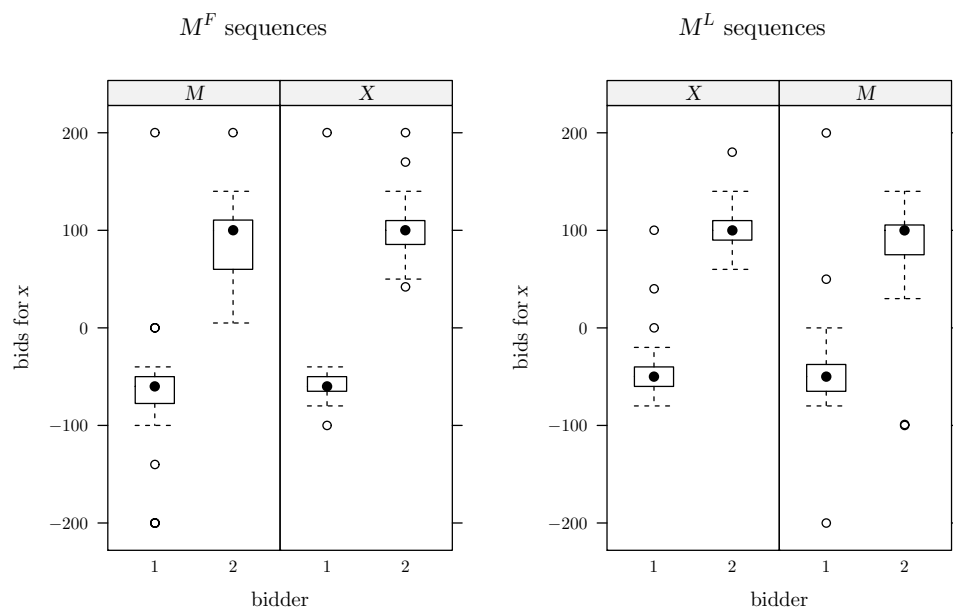 M^F sequences
M X
200
100
0
−100
−200
bids for x
1 2 1 2
bidder
M^L sequences
X M
200
100
0
−100
−200
bids for x
1 2 1 2
bidder